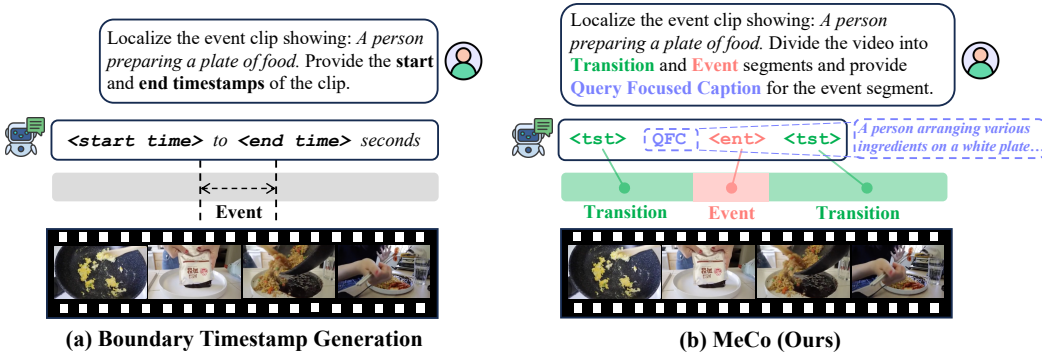 Localize the event clip showing: A person
preparing a plate of food. Provide the start
and end timestamps of the clip.
<start time> to <end time> seconds
Event
(a) Boundary Timestamp Generation
Localize the event clip showing: A person
preparing a plate of food. Divide the video into
Transition and Event segments and provide
Query Focused Caption for the event segment.
<tst> QFC <ent> <tst>
A person arranging various
ingredients on a white plate…
Transition Event Transition
(b) MeCo (Ours)